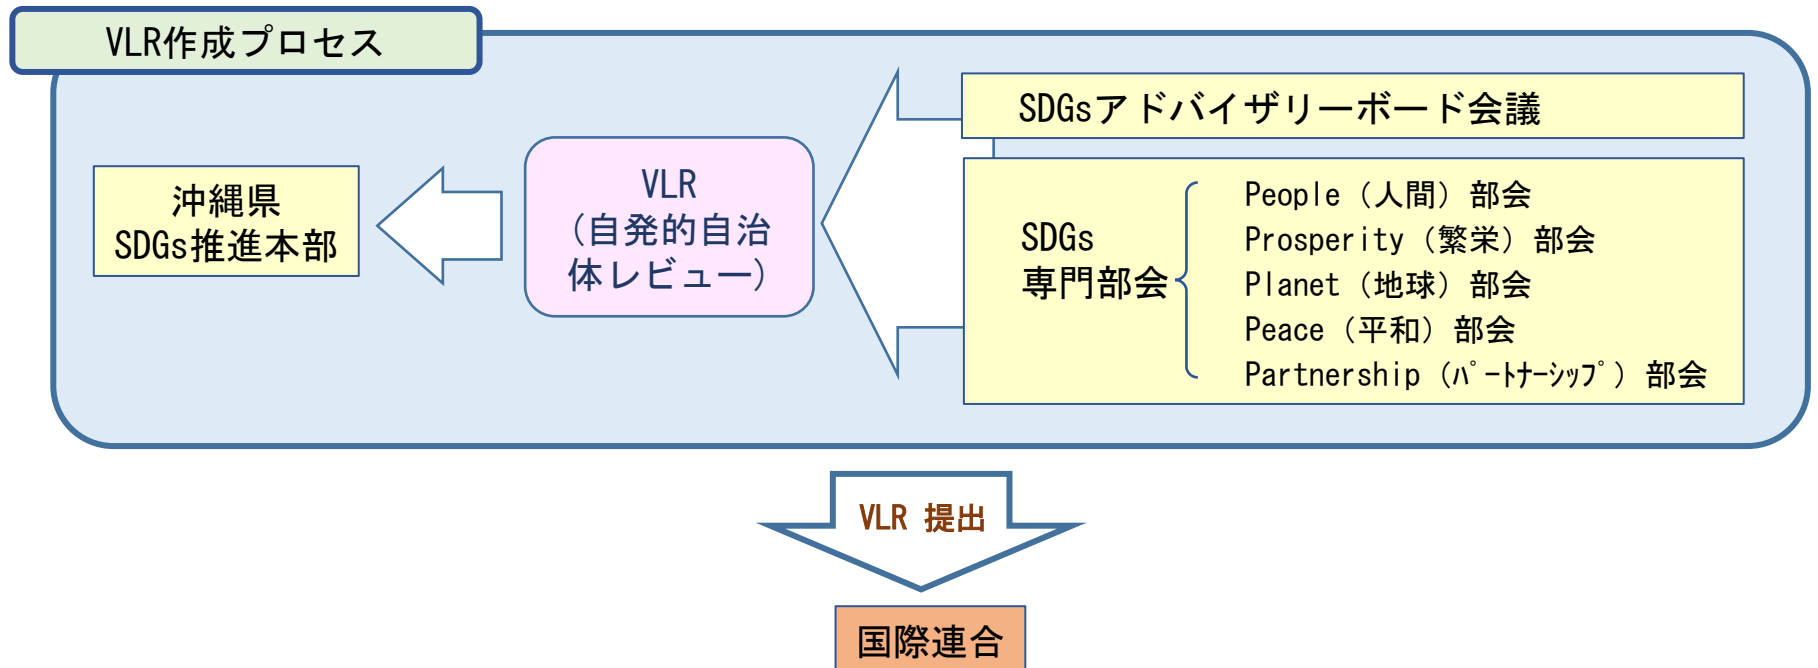 VLR作成プロセス
SDGsアドバイザリーボード会議
沖縄県
SDGs推進本部
VLR
（自発的自治
体レビュー）
SDGs
専門部会
People（人間）部会
Prosperity（繁栄）部会
Planet（地球）部会
Peace（平和）部会
Partnership（ﾊﾟｰﾄﾅｰｼｯﾌﾟ）部会
VLR 提出
国際連合